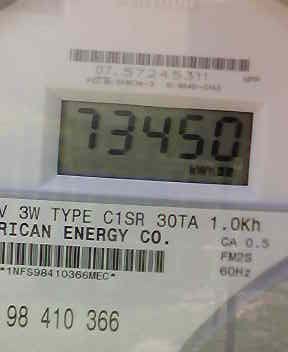 07.57245311
73450
kWh
V 3W TYPE C1SR 30TA 1.0Kh
RICAN ENERGY CO.
CA 0.5
FM2S
60Hz
*1NFS98410366MEC*
98 410 366